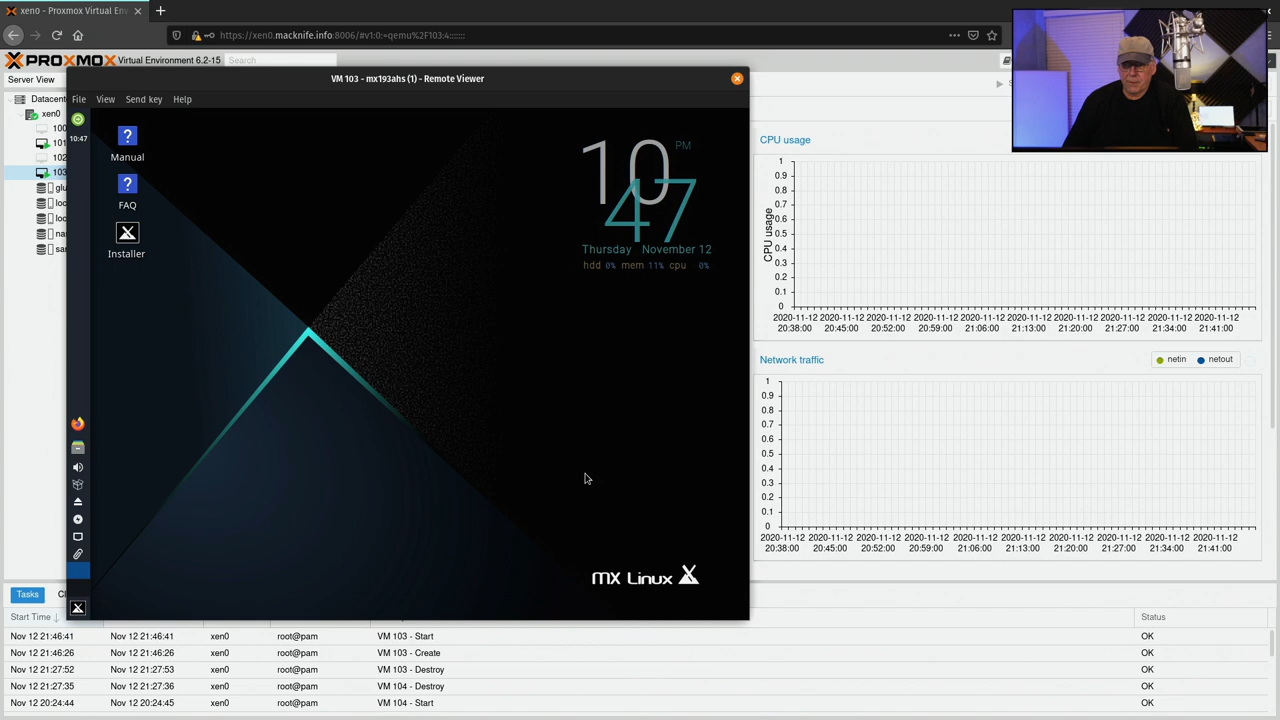 xen0 - Proxmox Virtual Env
https://xen0.macknife.info:8006/#v1:0:=qemu%2F103:4:::::::
PROXMOX Virtual Environment 6.2-15 Search
Server View
Datacent
xen0
100
101
102
103
glu
loc
loc
nas
sar
VM 103 - mx193ahs (1) - Remote Viewer
File View Send key Help
10:47
Manual
FAQ
Installer
10 PM
47
Thursday November 12
hdd 0% mem 11% cpu 0%
MX Linux
CPU usage
CPU usage
1
0.9
0.8
0.7
0.6
0.5
0.4
0.3
0.2
0.1
0
2020-11-12 2020-11-12 2020-11-12 2020-11-12 2020-11-12 2020-11-12 2020-11-12 2020-11-12 2020-11-12 2020-11-12
20:38:00 20:45:00 20:52:00 20:59:00 21:06:00 21:13:00 21:20:00 21:27:00 21:34:00 21:41:00
Network traffic
netin netout
1
0.9
0.8
0.7
0.6
0.5
0.4
0.3
0.2
0.1
0
2020-11-12 2020-11-12 2020-11-12 2020-11-12 2020-11-12 2020-11-12 2020-11-12 2020-11-12 2020-11-12 2020-11-12
20:38:00 20:45:00 20:52:00 20:59:00 21:06:00 21:13:00 21:20:00 21:27:00 21:34:00 21:41:00
Tasks Cl
Start Time Status
Nov 12 21:46:41 Nov 12 21:46:41 xen0 root@pam VM 103 - Start OK
Nov 12 21:46:26 Nov 12 21:46:26 xen0 root@pam VM 103 - Create OK
Nov 12 21:27:52 Nov 12 21:27:53 xen0 root@pam VM 103 - Destroy OK
Nov 12 21:27:35 Nov 12 21:27:36 xen0 root@pam VM 104 - Destroy OK
Nov 12 20:24:44 Nov 12 20:24:45 xen0 root@pam VM 104 - Start OK